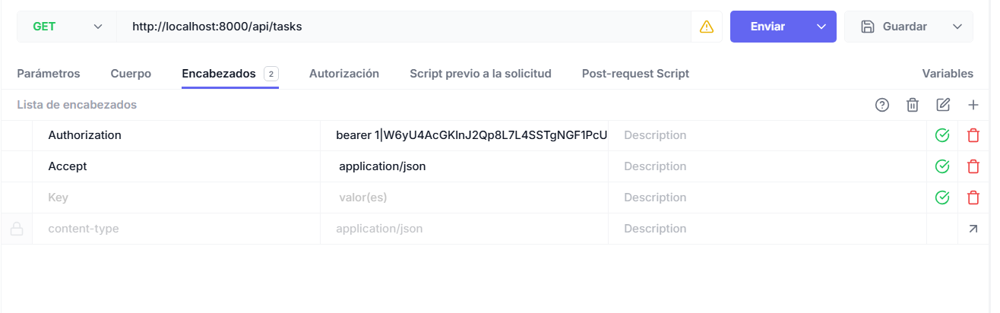 GET http://localhost:8000/api/tasks Enviar Guardar
Parámetros Cuerpo Encabezados 2 Autorización Script previo a la solicitud Post-request Script Variables
Lista de encabezados
Authorization bearer 1|W6yU4AcGKlnJ2Qp8L7L4SSTgNGF1PcU Description
Accept application/json Description
Key valor(es) Description
content-type application/json Description